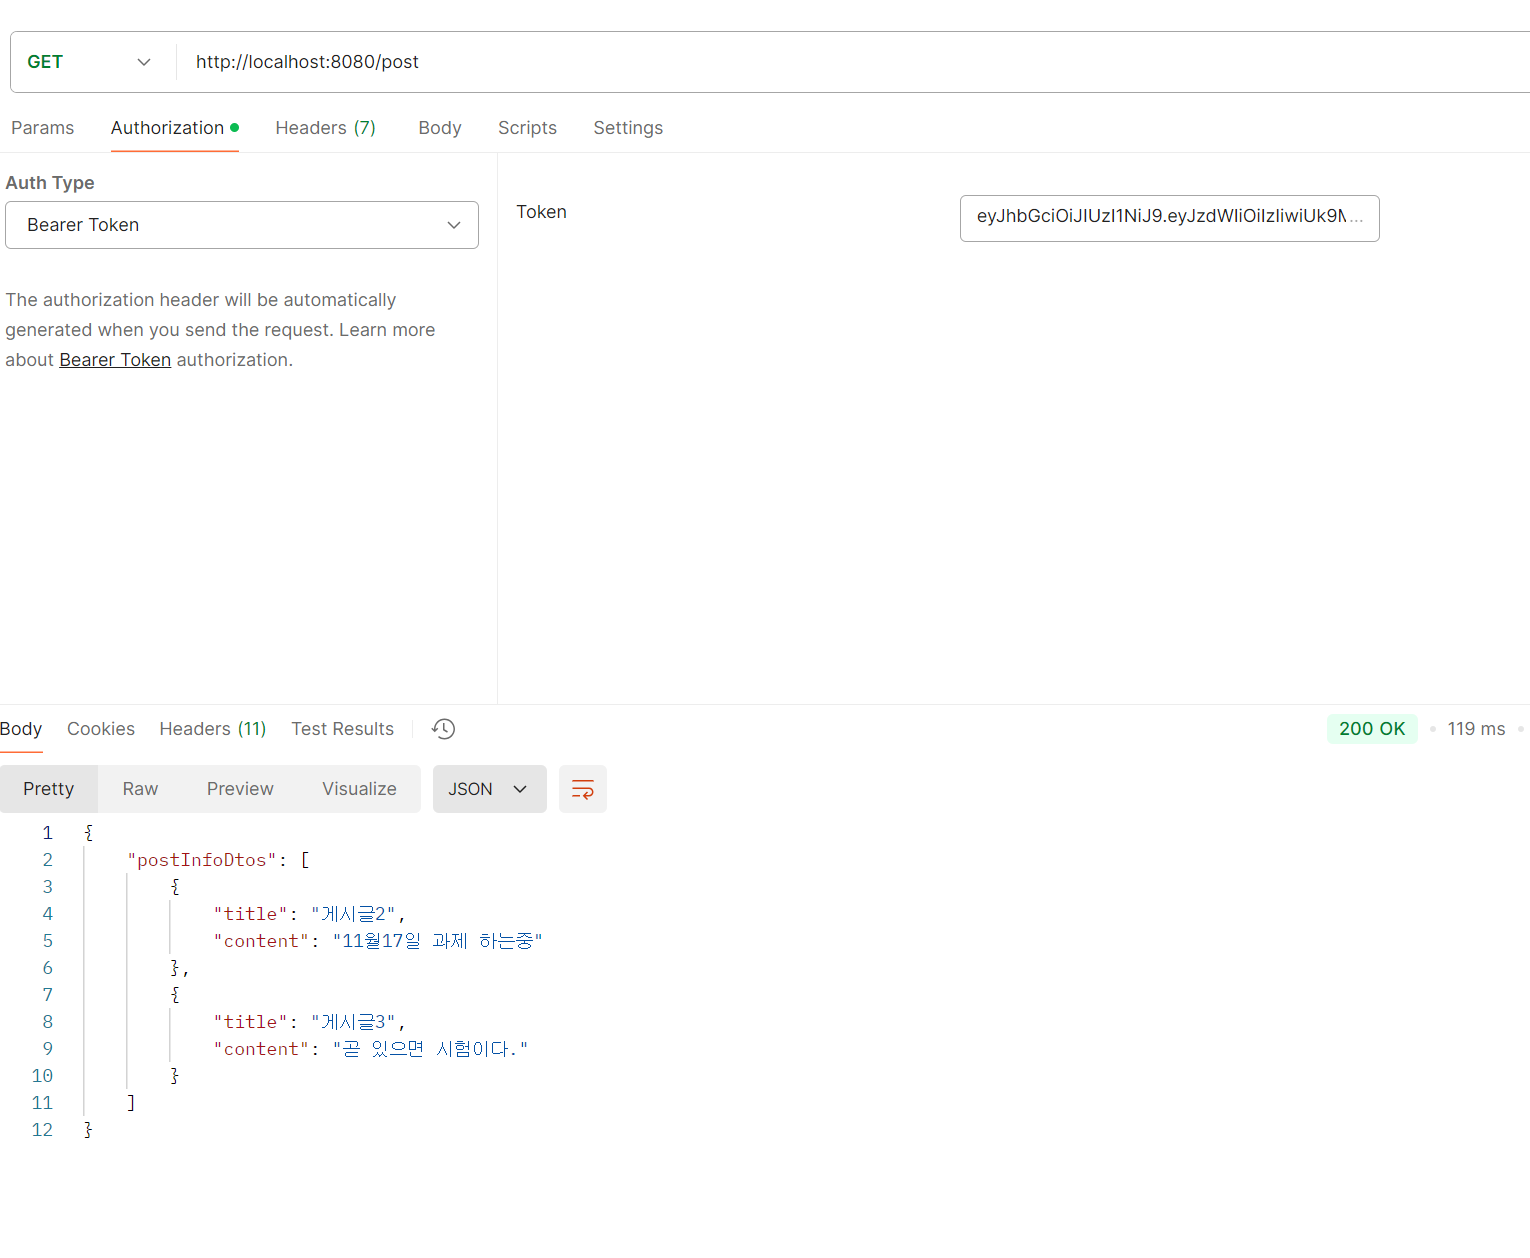 GET http://localhost:8080/post
Params Authorization Headers (7) Body Scripts Settings
Auth Type
Bearer Token
Token eyJhbGciOiJIUzI1NiJ9.eyJzdWIiOiIzIiwiUk9N...
The authorization header will be automatically
generated when you send the request. Learn more
about Bearer Token authorization.
Body Cookies Headers (11) Test Results 200 OK • 119 ms •
Pretty Raw Preview Visualize JSON
1 {
2 "postInfoDtos": [
3 {
4 "title": "게시글2",
5 "content": "11월17일 과제 하는중"
6 },
7 {
8 "title": "게시글3",
9 "content": "곧 있으면 시험이다."
10 }
11 ]
12 }